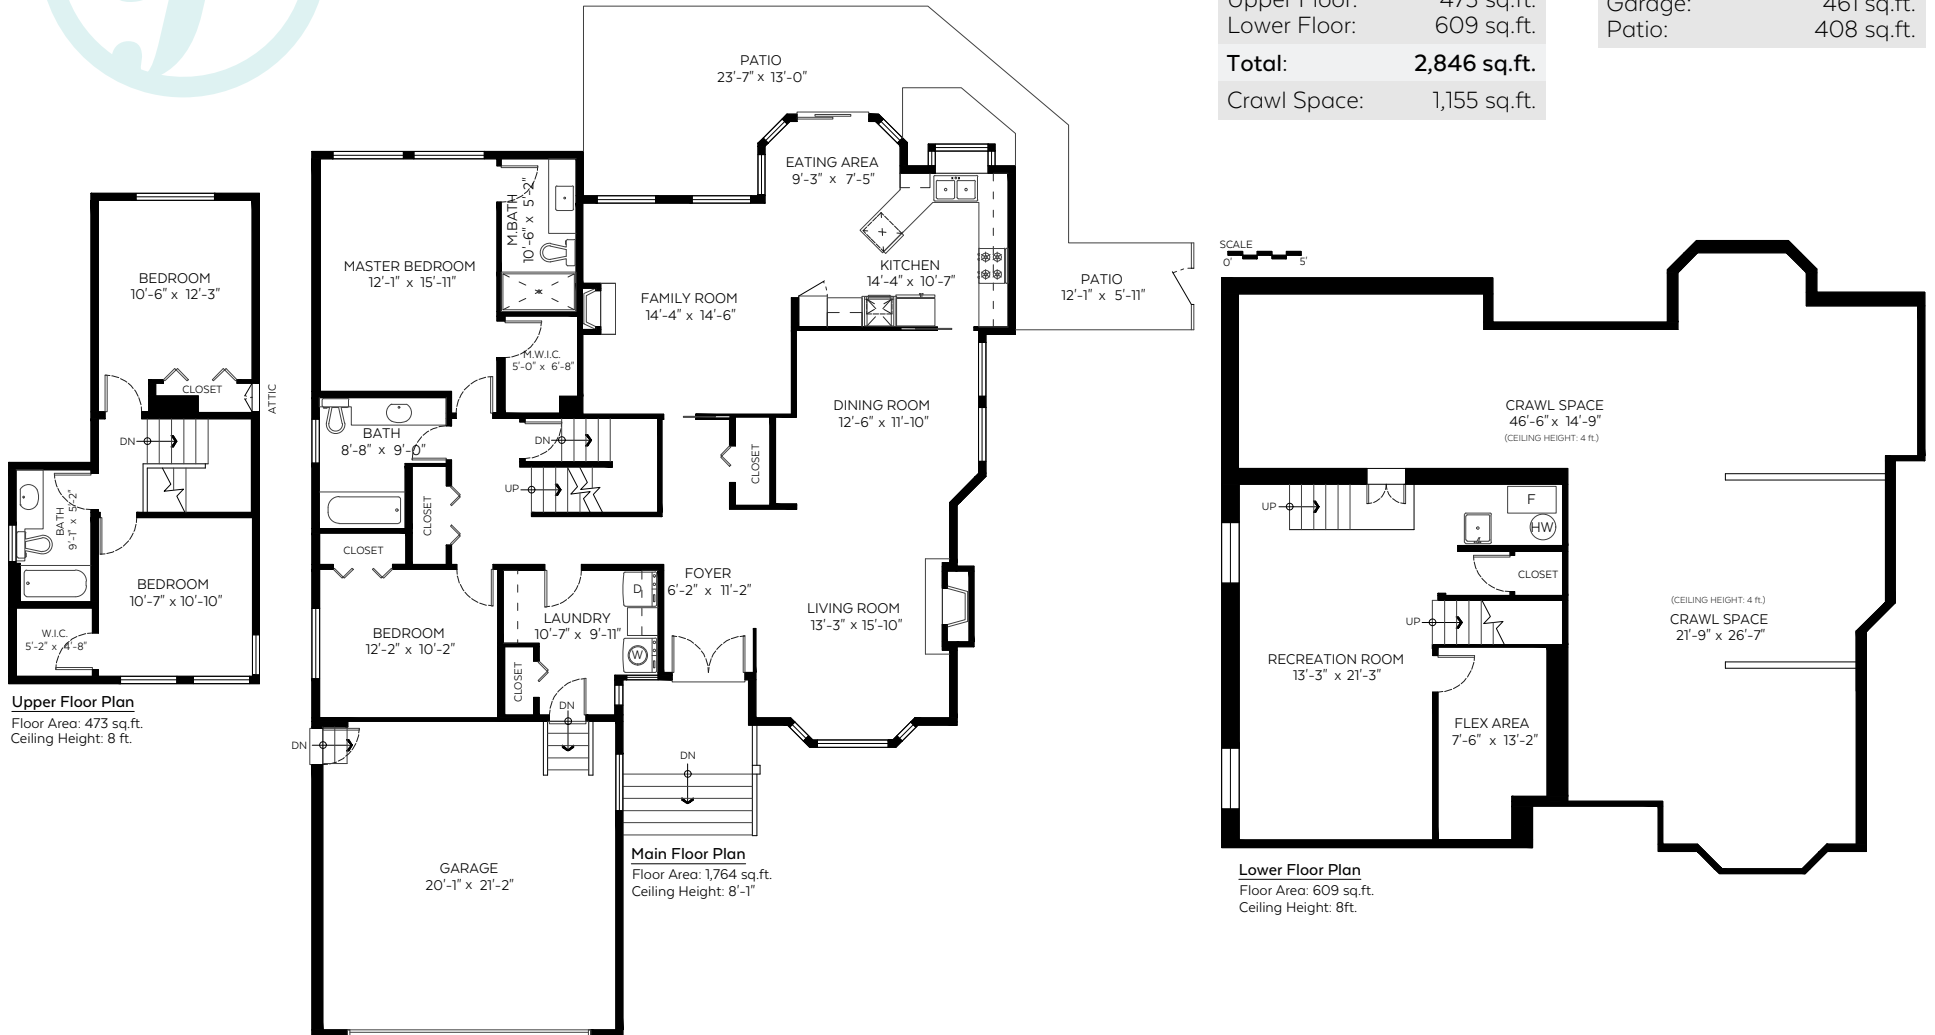 Upper Floor: 473 sq.ft.
Lower Floor: 609 sq.ft.
Total: 2,846 sq.ft.
Crawl Space: 1,155 sq.ft.
Garage: 461 sq.ft.
Patio: 408 sq.ft.
BEDROOM
10'-6" x 12'-3"
CLOSET
ATTIC
DN
BATH
9'-1" x 5'-2"
BEDROOM
10'-7" x 10'-10"
W.I.C.
5'-2" x 4'-8"
Upper Floor Plan
Floor Area: 473 sq.ft.
Ceiling Height: 8 ft.
PATIO
23'-7" x 13'-0"
EATING AREA
9'-3" x 7'-5"
M.BATH
10'-6" x 5'-2"
MASTER BEDROOM
12'-1" x 15'-11"
FAMILY ROOM
14'-4" x 14'-6"
KITCHEN
14'-4" x 10'-7"
PATIO
12'-1" x 5'-11"
M.W.I.C.
5'-0" x 6'-8"
DINING ROOM
12'-6" x 11'-10"
BATH
8'-8" x 9'-0"
DN
UP
CLOSET
CLOSET
CLOSET
FOYER
6'-2" x 11'-2"
D
LAUNDRY
10'-7" x 9'-11"
W
LIVING ROOM
13'-3" x 15'-10"
BEDROOM
12'-2" x 10'-2"
CLOSET
DN
DN
DN
GARAGE
20'-1" x 21'-2"
Main Floor Plan
Floor Area: 1,764 sq.ft.
Ceiling Height: 8'-1"
SCALE
0' 5'
CRAWL SPACE
46'-6" x 14'-9"
(CEILING HEIGHT: 4 ft.)
UP
F
HW
CLOSET
UP
(CEILING HEIGHT: 4 ft.)
CRAWL SPACE
21'-9" x 26'-7"
RECREATION ROOM
13'-3" x 21'-3"
FLEX AREA
7'-6" x 13'-2"
Lower Floor Plan
Floor Area: 609 sq.ft.
Ceiling Height: 8ft.